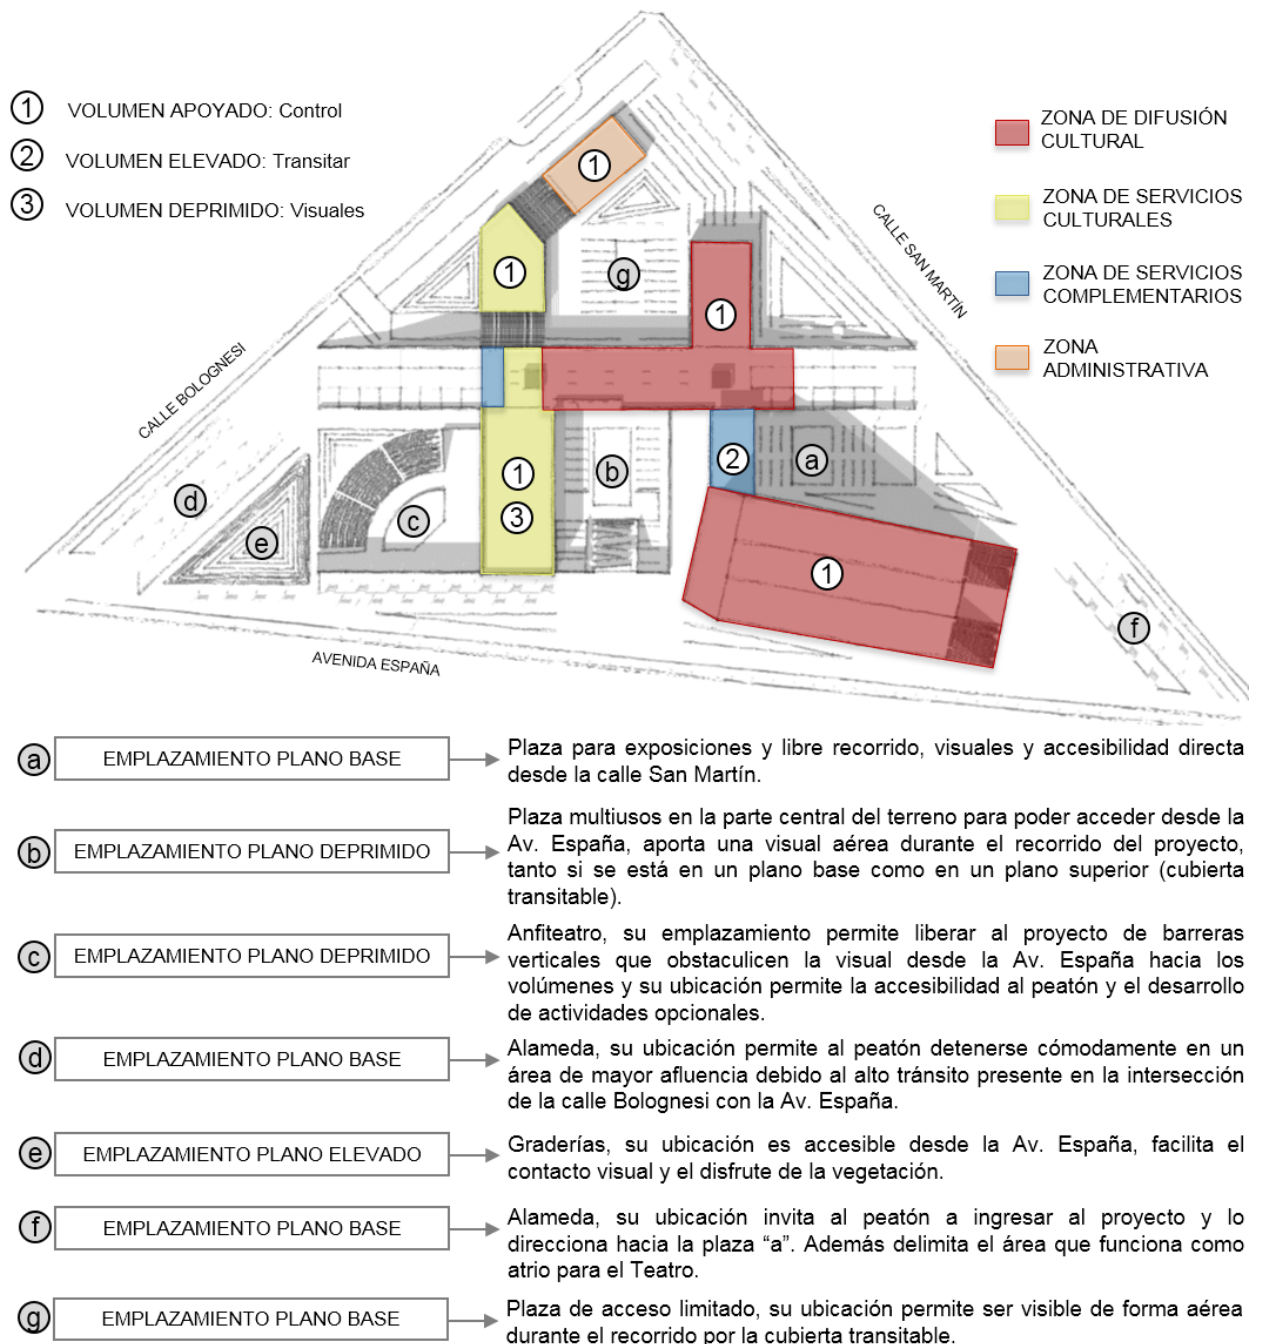 1 VOLUMEN APOYADO: Control
2 VOLUMEN ELEVADO: Transitar
3 VOLUMEN DEPRIMIDO: Visuales
ZONA DE DIFUSIÓN
CULTURAL
ZONA DE SERVICIOS
CULTURALES
ZONA DE SERVICIOS
COMPLEMENTARIOS
ZONA
ADMINISTRATIVA
CALLE SAN MARTÍN
CALLE BOLOGNESI
AVENIDA ESPAÑA
1
1
g
1
1
3
b
2
a
c
d
e
1
f
a EMPLAZAMIENTO PLANO BASE
Plaza para exposiciones y libre recorrido, visuales y accesibilidad directa
desde la calle San Martín.
b EMPLAZAMIENTO PLANO DEPRIMIDO
Plaza multiusos en la parte central del terreno para poder acceder desde la
Av. España, aporta una visual aérea durante el recorrido del proyecto,
tanto si se está en un plano base como en un plano superior (cubierta
transitable).
c EMPLAZAMIENTO PLANO DEPRIMIDO
Anfiteatro, su emplazamiento permite liberar al proyecto de barreras
verticales que obstaculicen la visual desde la Av. España hacia los
volúmenes y su ubicación permite la accesibilidad al peatón y el desarrollo
de actividades opcionales.
d EMPLAZAMIENTO PLANO BASE
Alameda, su ubicación permite al peatón detenerse cómodamente en un
área de mayor afluencia debido al alto tránsito presente en la intersección
de la calle Bolognesi con la Av. España.
e EMPLAZAMIENTO PLANO ELEVADO
Graderías, su ubicación es accesible desde la Av. España, facilita el
contacto visual y el disfrute de la vegetación.
f EMPLAZAMIENTO PLANO BASE
Alameda, su ubicación invita al peatón a ingresar al proyecto y lo
direcciona hacia la plaza “a”. Además delimita el área que funciona como
atrio para el Teatro.
g EMPLAZAMIENTO PLANO BASE
Plaza de acceso limitado, su ubicación permite ser visible de forma aérea
durante el recorrido por la cubierta transitable.